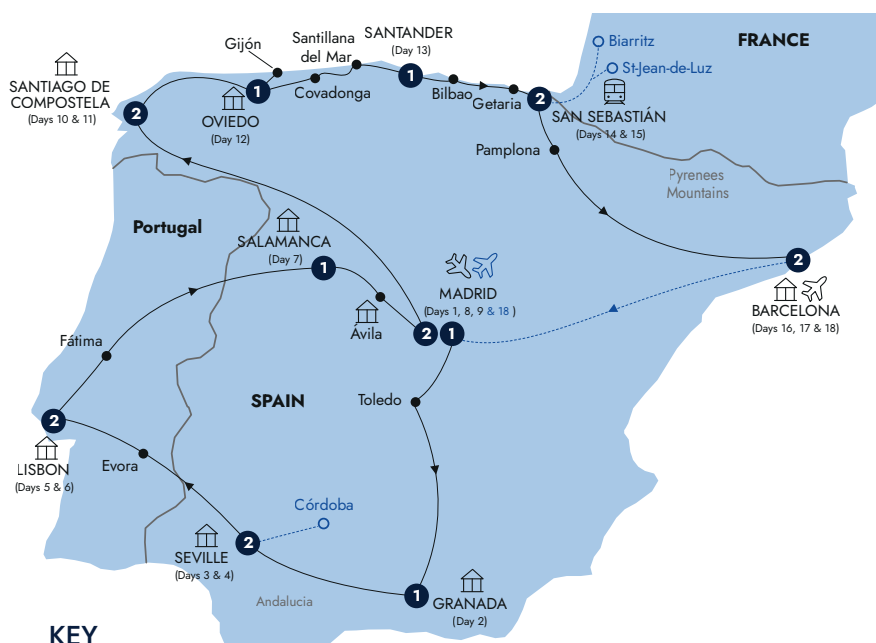 Biarritz
FRANCE
Gijón
Santillana
del Mar
SANTANDER
(Day 13)
St-Jean-de-Luz
SANTIAGO DE
COMPOSTELA
(Days 10 & 11)
2
1
OVIEDO
(Day 12)
Covadonga
1
Bilbao
Getaria
2
SAN SEBASTIÁN
(Days 14 & 15)
Pamplona
Pyrenees
Mountains
Portugal
SALAMANCA
(Day 7)
1
Ávila
MADRID
(Days 1, 8, 9 & 18 )
2
1
2
BARCELONA
(Days 16, 17 & 18)
Fátima
SPAIN
Toledo
2
LISBON
(Days 5 & 6)
Evora
Córdoba
2
SEVILLE
(Days 3 & 4)
Andalucia
1
GRANADA
(Day 2)
KEY